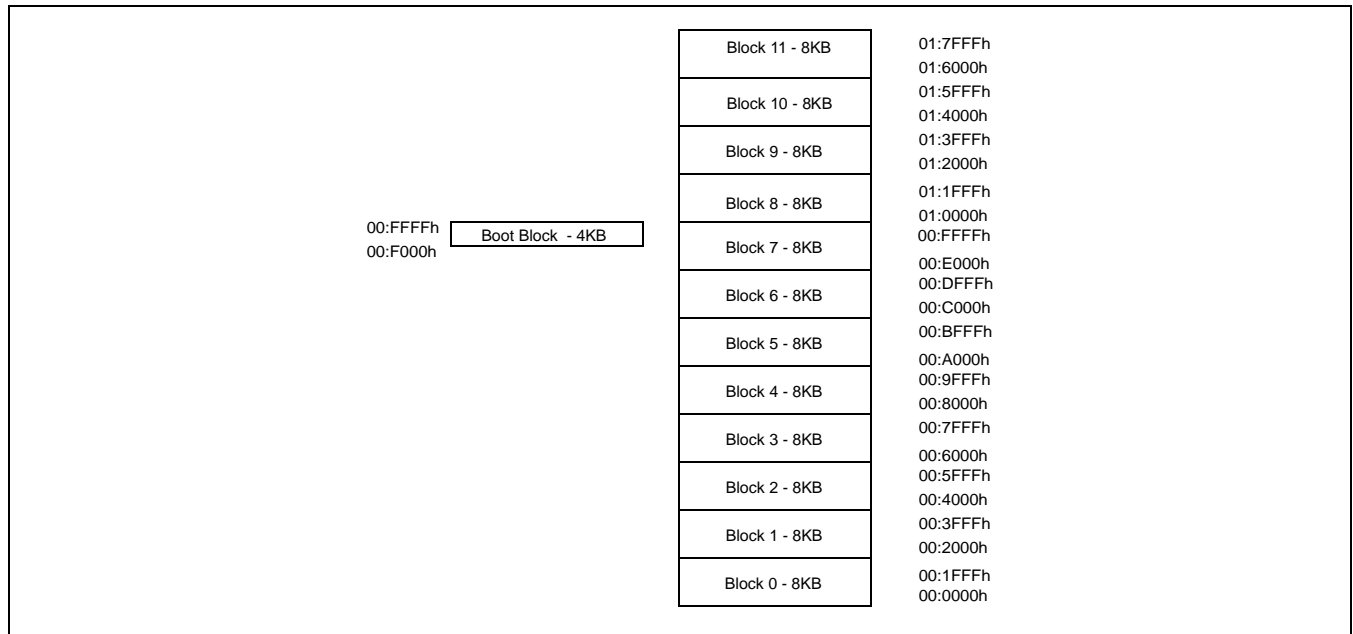 Block 11 - 8KB
01:7FFFh
01:6000h
Block 10 - 8KB
01:5FFFh
01:4000h
Block 9 - 8KB
01:3FFFh
01:2000h
Block 8 - 8KB
01:1FFFh
01:0000h
00:FFFFh
00:F000h
Boot Block - 4KB
Block 7 - 8KB
00:FFFFh
00:E000h
Block 6 - 8KB
00:DFFFh
00:C000h
Block 5 - 8KB
00:BFFFh
00:A000h
Block 4 - 8KB
00:9FFFh
00:8000h
Block 3 - 8KB
00:7FFFh
00:6000h
Block 2 - 8KB
00:5FFFh
00:4000h
Block 1 - 8KB
00:3FFFh
00:2000h
Block 0 - 8KB
00:1FFFh
00:0000h